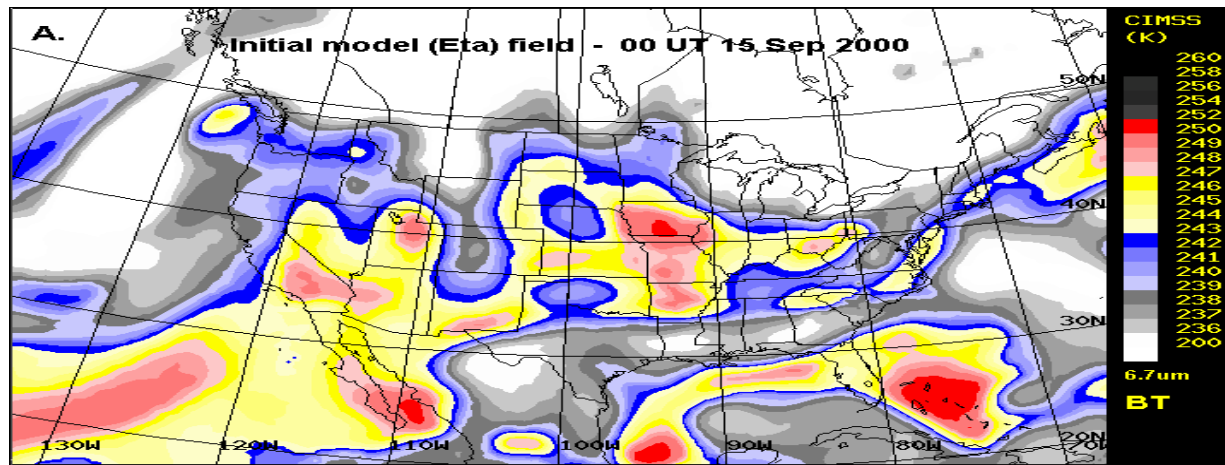 A.
Initial model (Eta) field - 00 UT 15 Sep 2000
CIMSS
(K)
260
258
256
254
252
250
249
248
247
246
245
244
243
242
241
240
239
238
237
236
200
6.7um
BT
50N
40N
30N
20N
130W
120W
110W
100W
90W
80W
70W